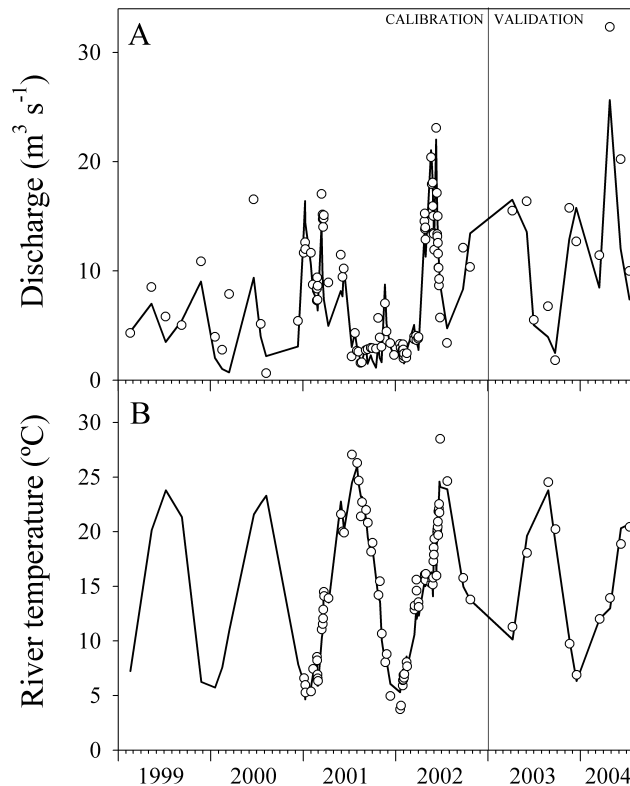 CALIBRATION VALIDATION
A
Discharge (m³ s⁻¹)
30
20
10
0
B
River temperature (ºC)
30
25
20
15
10
5
0
1999 2000 2001 2002 2003 2004